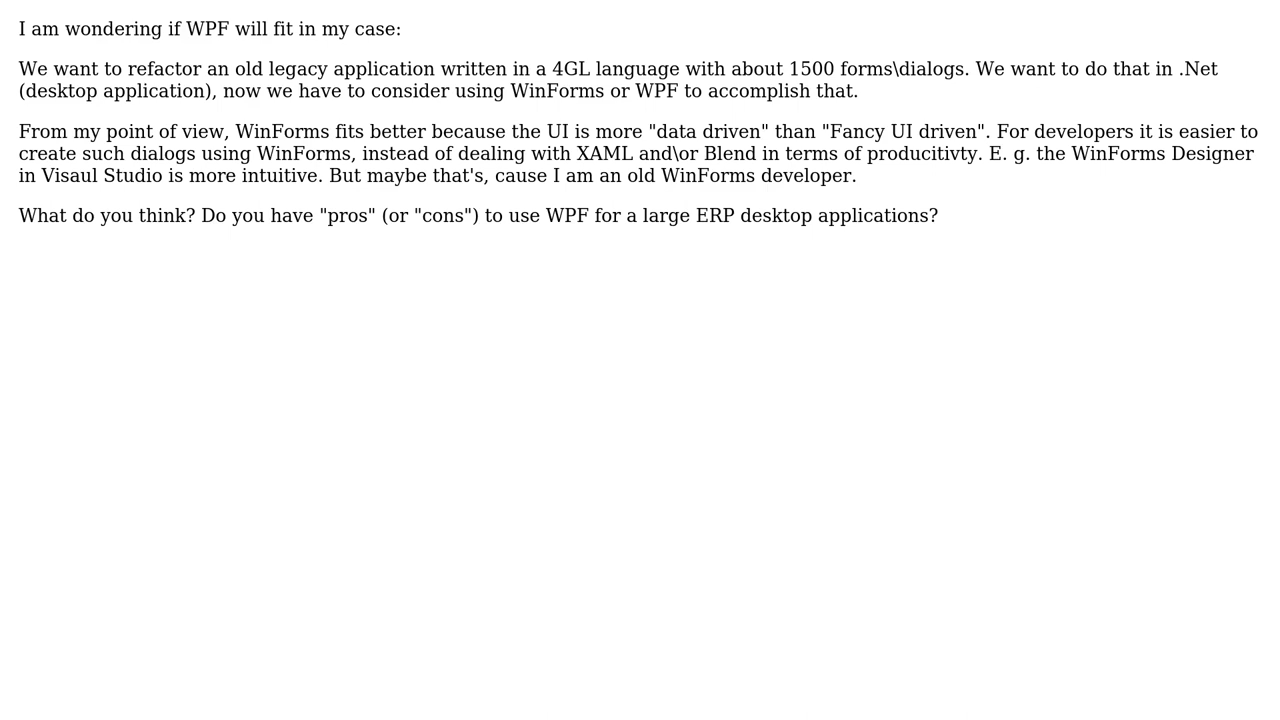 I am wondering if WPF will fit in my case:
We want to refactor an old legacy application written in a 4GL language with about 1500 forms\dialogs. We want to do that in .Net
(desktop application), now we have to consider using WinForms or WPF to accomplish that.
From my point of view, WinForms fits better because the UI is more "data driven" than "Fancy UI driven". For developers it is easier to
create such dialogs using WinForms, instead of dealing with XAML and\or Blend in terms of producitivty. E. g. the WinForms Designer
in Visaul Studio is more intuitive. But maybe that's, cause I am an old WinForms developer.
What do you think? Do you have "pros" (or "cons") to use WPF for a large ERP desktop applications?